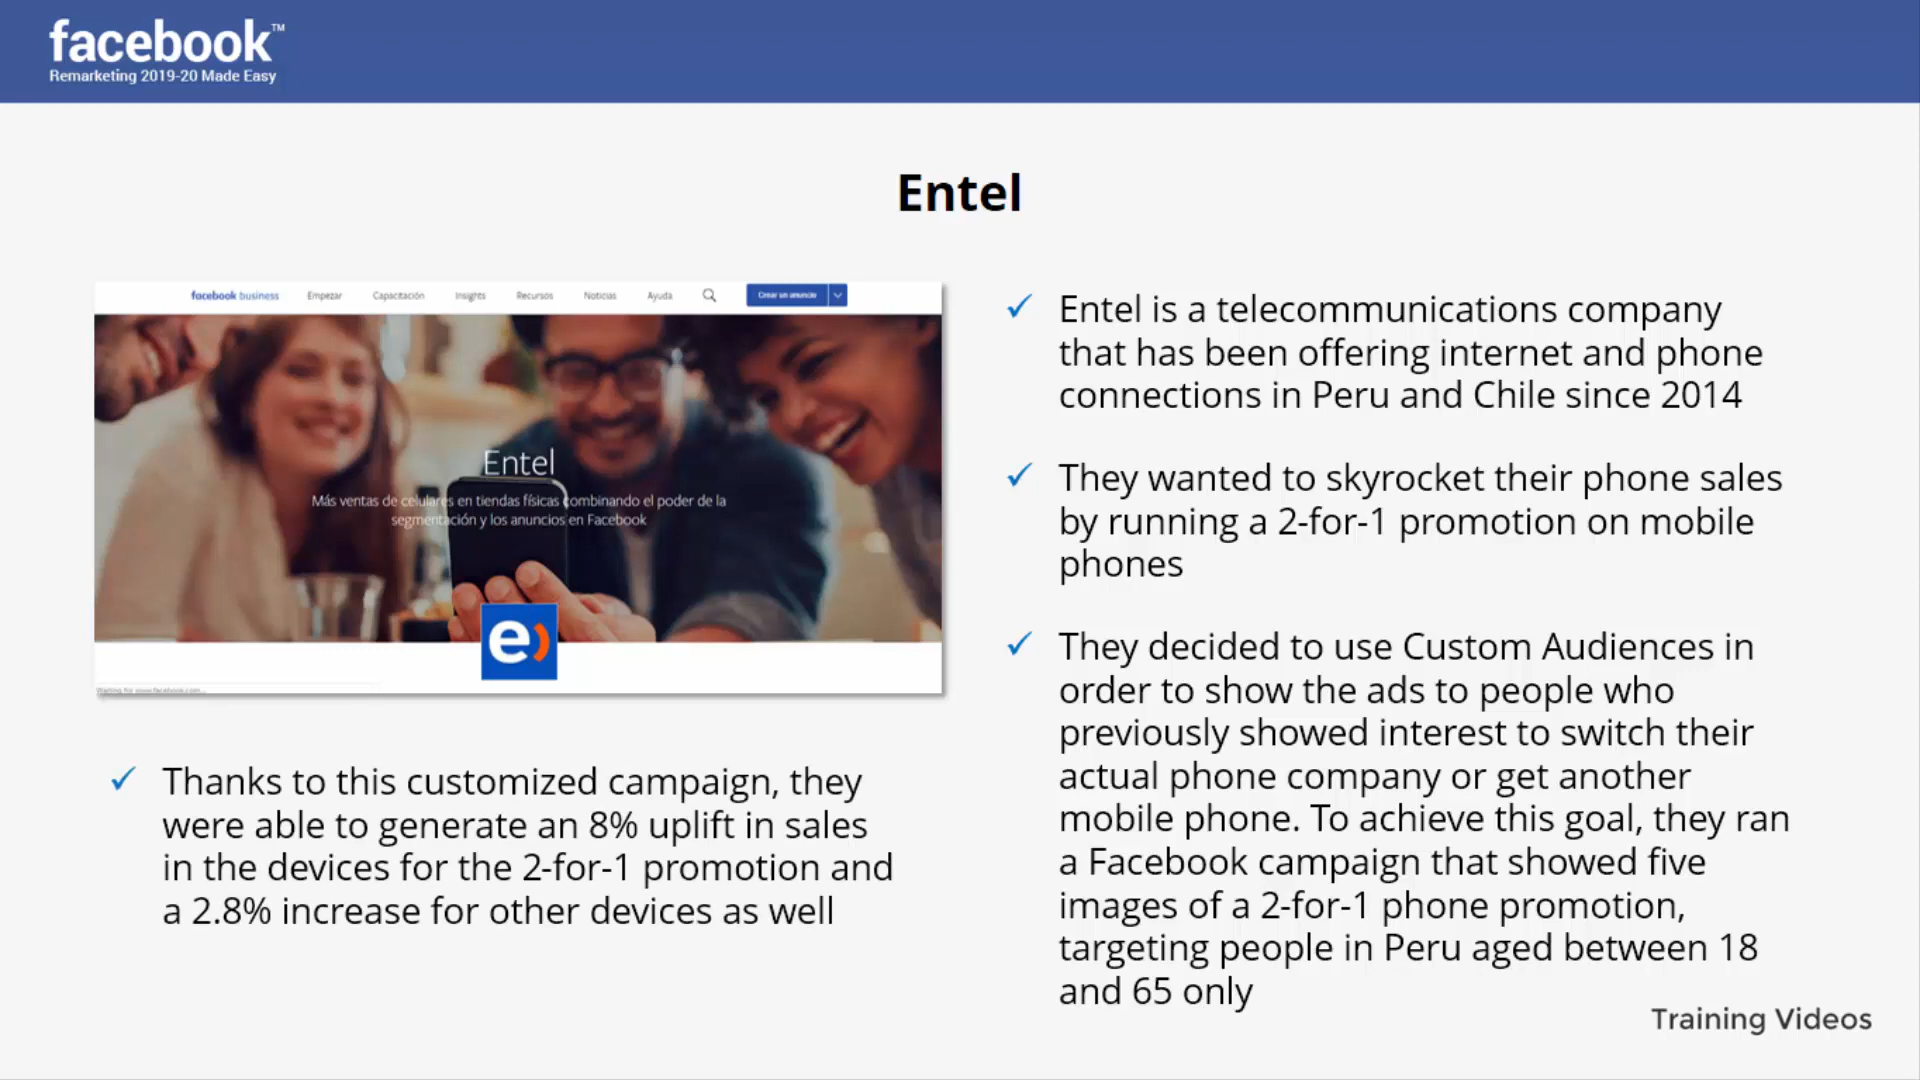 facebook™
Remarketing 2019-20 Made Easy
Entel
facebook business Empezar Capacitación Insights Recursos Noticias Ayuda Crear un anuncio
Entel
Más ventas de celulares en tiendas físicas combinando el poder de la
segmentación y los anuncios en Facebook
e)
Waiting for www.facebook.com...
✓ Thanks to this customized campaign, they
were able to generate an 8% uplift in sales
in the devices for the 2-for-1 promotion and
a 2.8% increase for other devices as well
✓ Entel is a telecommunications company
that has been offering internet and phone
connections in Peru and Chile since 2014
✓ They wanted to skyrocket their phone sales
by running a 2-for-1 promotion on mobile
phones
✓ They decided to use Custom Audiences in
order to show the ads to people who
previously showed interest to switch their
actual phone company or get another
mobile phone. To achieve this goal, they ran
a Facebook campaign that showed five
images of a 2-for-1 phone promotion,
targeting people in Peru aged between 18
and 65 only
Training Videos